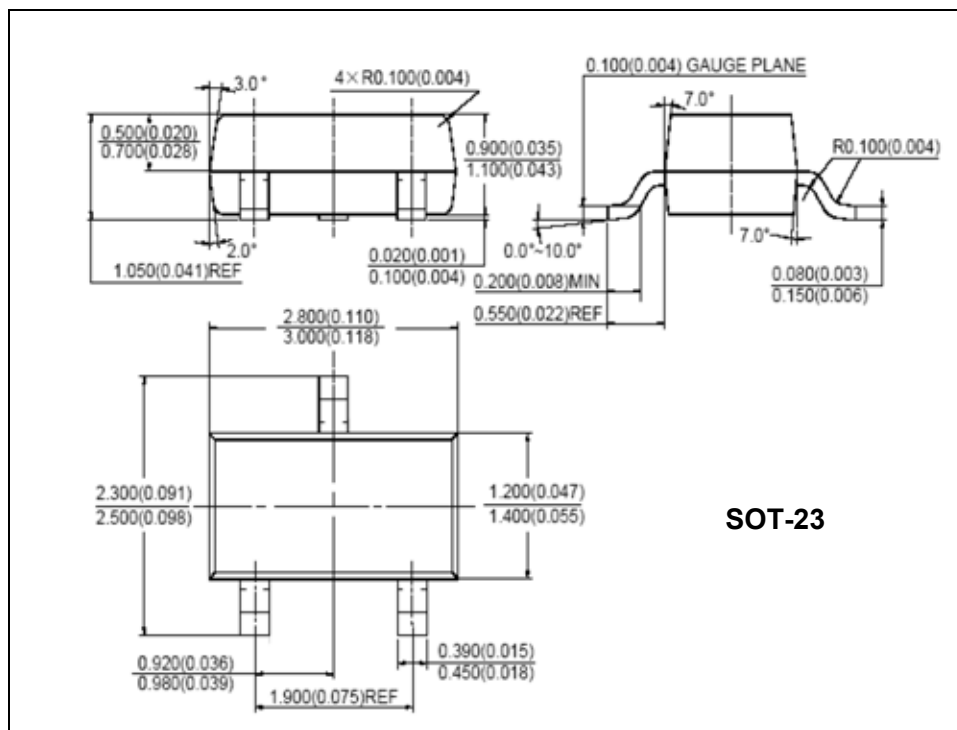 0.100(0.004) GAUGE PLANE
3.0°
4×R0.100(0.004)
7.0°
0.500(0.020)
0.700(0.028)
0.900(0.035)
1.100(0.043)
R0.100(0.004)
2.0°
0.0°~10.0°
7.0°
1.050(0.041)REF
0.020(0.001)
0.100(0.004)
0.200(0.008)MIN
0.080(0.003)
0.150(0.006)
0.550(0.022)REF
2.800(0.110)
3.000(0.118)
2.300(0.091)
2.500(0.098)
1.200(0.047)
1.400(0.055)
SOT-23
0.920(0.036)
0.980(0.039)
0.390(0.015)
0.450(0.018)
1.900(0.075)REF